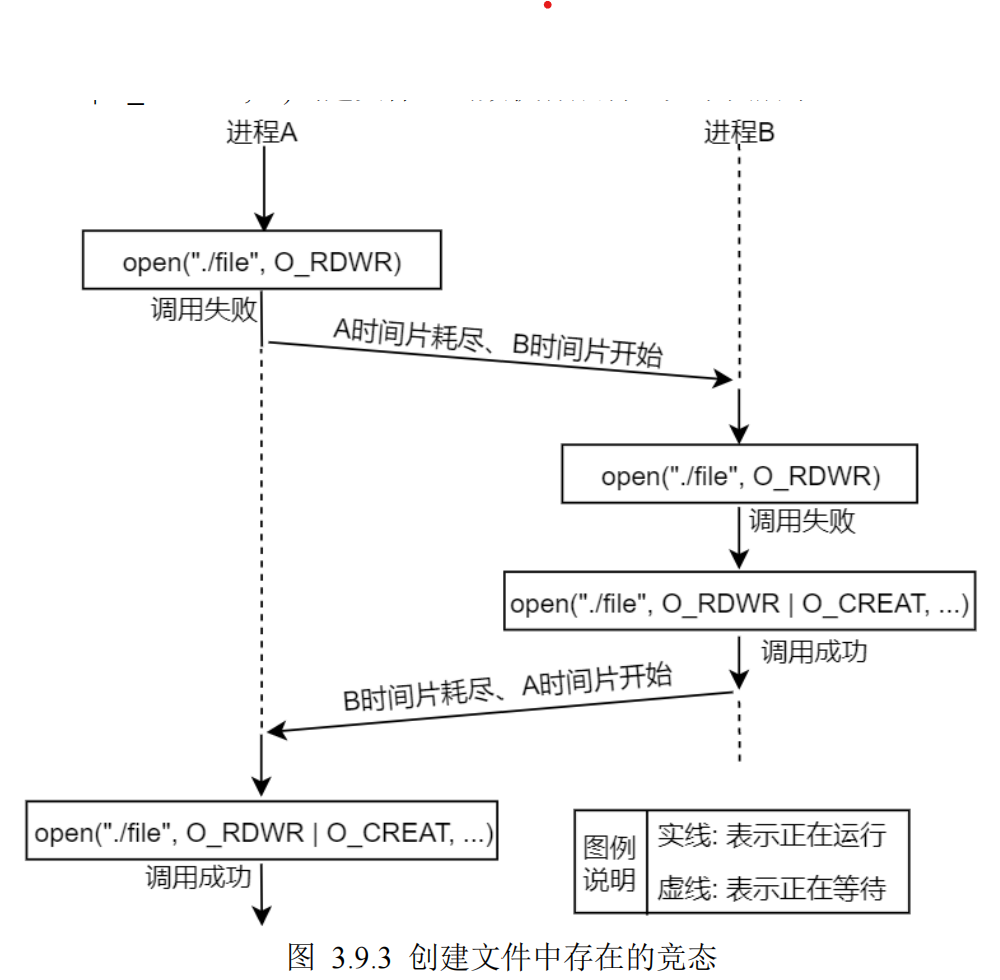 进程A
进程B
open("./file", O_RDWR)
调用失败
A时间片耗尽、B时间片开始
open("./file", O_RDWR)
调用失败
open("./file", O_RDWR | O_CREAT, ...)
调用成功
B时间片耗尽、A时间片开始
open("./file", O_RDWR | O_CREAT, ...)
调用成功
图例
说明
实线: 表示正在运行
虚线: 表示正在等待
图 3.9.3 创建文件中存在的竞态